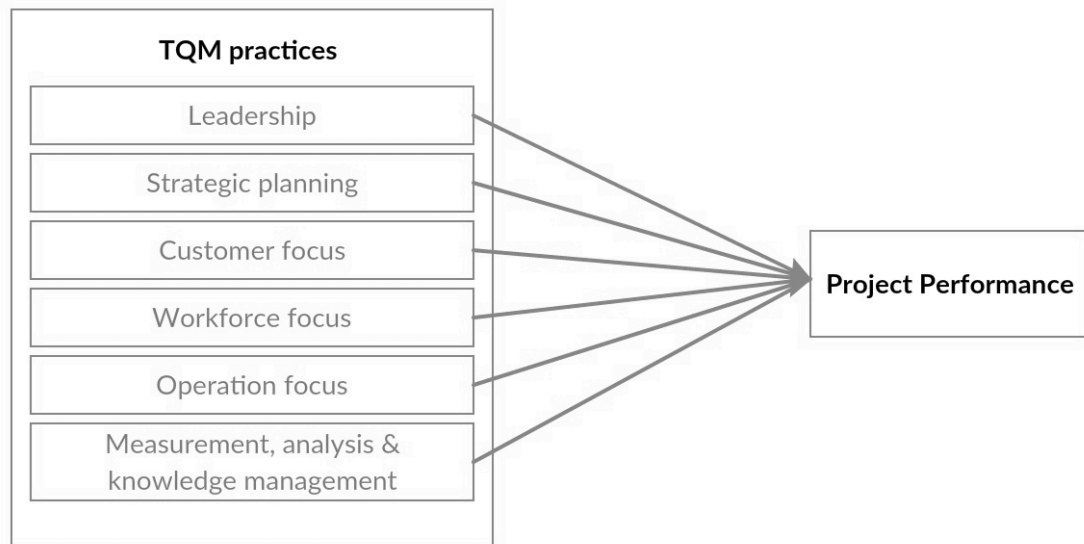 TQM practices
Leadership
Strategic planning
Customer focus
Workforce focus
Operation focus
Measurement, analysis &
knowledge management
Project Performance